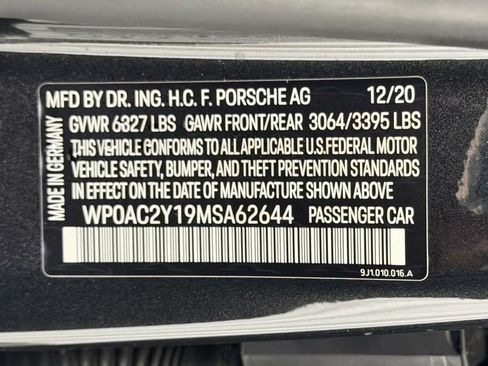 MFD BY DR. ING. H.C. F. PORSCHE AG 12/20
GVWR 6827 LBS GAWR FRONT/REAR 3064/3395 LBS
THIS VEHICLE CONFORMS TO ALL APPLICABLE U.S.FEDERAL MOTOR
VEHICLE SAFETY, BUMPER, AND THEFT PREVENTION STANDARDS
IN EFFECT ON THE DATE OF MANUFACTURE SHOWN ABOVE.
WP0AC2Y19MSA62644 PASSENGER CAR
9J1.010.016.A
MADE IN GERMANY